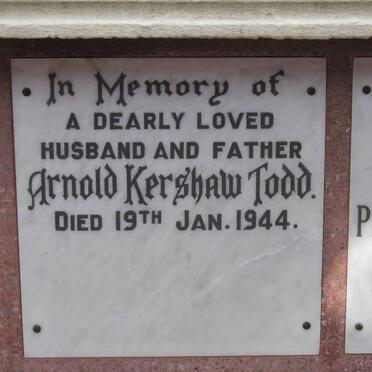 In Memory of
A DEARLY LOVED
HUSBAND AND FATHER
Arnold Kershaw Todd.
DIED 19TH JAN. 1944.
P